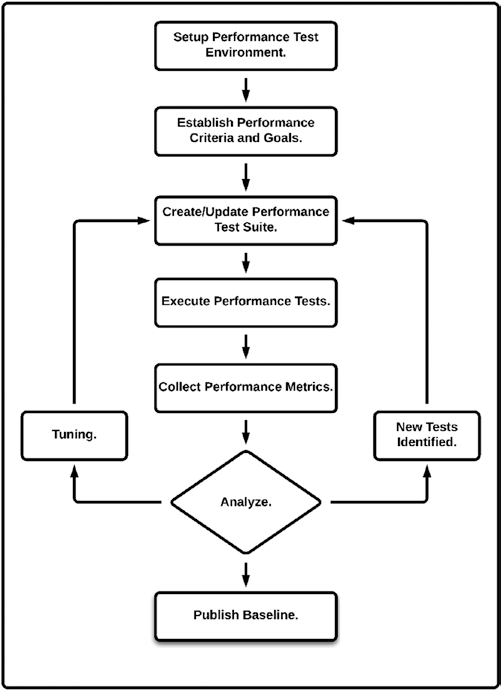 Setup Performance Test
Environment.
Establish Performance
Criteria and Goals.
Create/Update Performance
Test Suite.
Execute Performance Tests.
Collect Performance Metrics.
Tuning.
New Tests
Identified.
Analyze.
Publish Baseline.